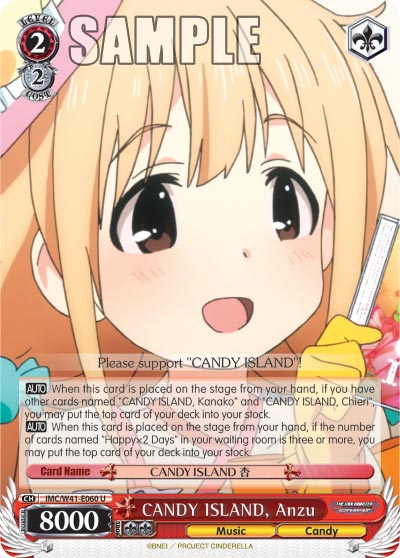 LEVEL
2
SAMPLE
2
COST
Please support "CANDY ISLAND"!
AUTO When this card is placed on the stage from your hand, if you have
other cards named "CANDY ISLAND, Kanako" and "CANDY ISLAND, Chieri",
you may put the top card of your deck into your stock.
AUTO When this card is placed on the stage from your hand, if the
number of cards named "Happy×2 Days" in your waiting room is three or more, you
may put the top card of your deck into your stock.
Card Name CANDY ISLAND 杏
CH IMC/W41-E060 U
POWER 8000 SOUL CANDY ISLAND, Anzu
Music Candy
©BNEI / PROJECT CINDERELLA